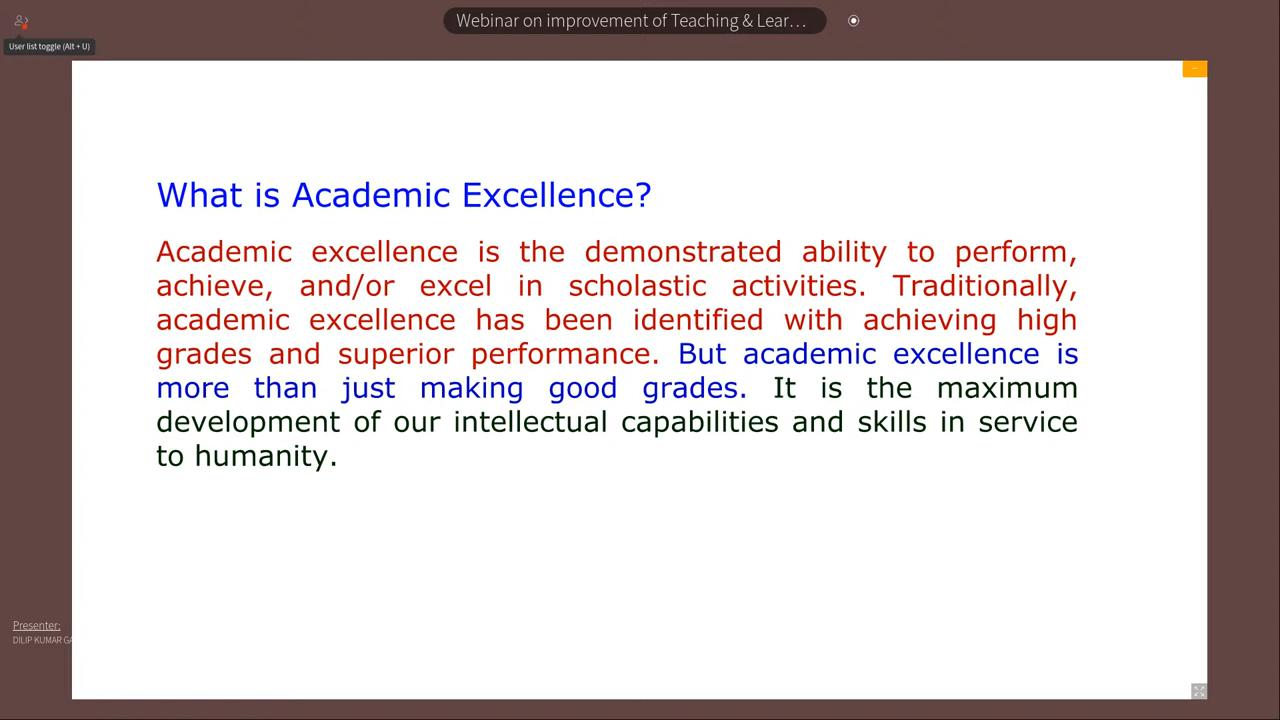 Webinar on improvement of Teaching & Lear…
User list toggle (Alt + U)
What is Academic Excellence?
Academic excellence is the demonstrated ability to perform,
achieve, and/or excel in scholastic activities. Traditionally,
academic excellence has been identified with achieving high
grades and superior performance. But academic excellence is
more than just making good grades. It is the maximum
development of our intellectual capabilities and skills in service
to humanity.
Presenter:
DILIP KUMAR GA